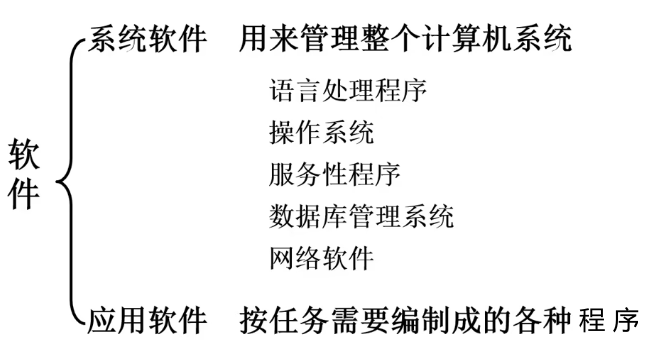 系统软件 用来管理整个计算机系统
语言处理程序
操作系统
软件
服务性程序
数据库管理系统
网络软件
应用软件 按任务需要编制成的各种程序